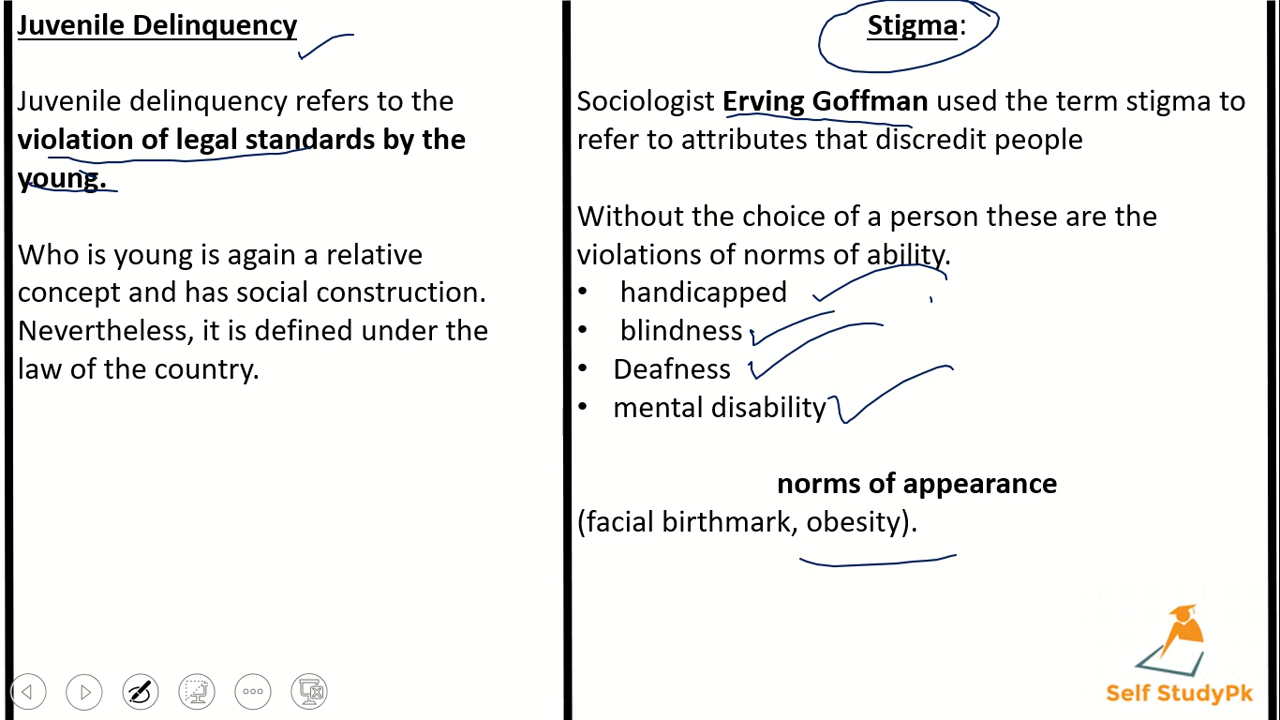 Juvenile Delinquency
Juvenile delinquency refers to the
violation of legal standards by the
young.
Who is young is again a relative
concept and has social construction.
Nevertheless, it is defined under the
law of the country.
Stigma:
Sociologist Erving Goffman used the term stigma to
refer to attributes that discredit people
Without the choice of a person these are the
violations of norms of ability.
• handicapped
• blindness
• Deafness
• mental disability
norms of appearance
(facial birthmark, obesity).
Self StudyPk